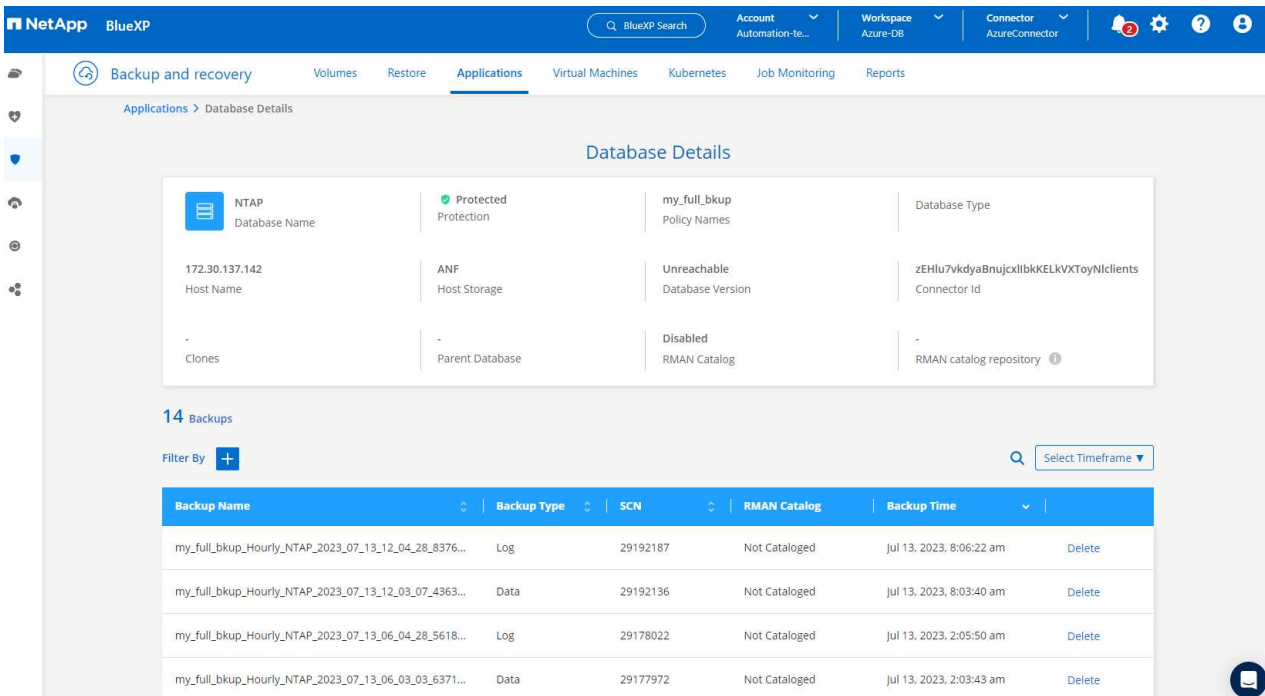 NetApp BlueXP
BlueXP Search
Account
Automation-te...
Workspace
Azure-DB
Connector
AzureConnector
2
Backup and recovery
Volumes Restore Applications Virtual Machines Kubernetes Job Monitoring Reports
Applications > Database Details
Database Details
NTAP
Database Name
Protected
Protection
my_full_bkup
Policy Names
Database Type
172.30.137.142
Host Name
ANF
Host Storage
Unreachable
Database Version
Connector Id
-
Clones
-
Parent Database
Disabled
RMAN Catalog
-
RMAN catalog repository
14 Backups
Filter By +
Select Timeframe ▼
Backup Name Backup Type SCN RMAN Catalog Backup Time
my_full_bkup_Hourly_NTAP_2023_07_13_12_04_28_8376... Log 29192187 Not Cataloged Jul 13, 2023, 8:06:22 am Delete
my_full_bkup_Hourly_NTAP_2023_07_13_12_03_07_4363... Data 29192136 Not Cataloged Jul 13, 2023, 8:03:40 am Delete
my_full_bkup_Hourly_NTAP_2023_07_13_06_04_28_5618... Log 29178022 Not Cataloged Jul 13, 2023, 2:05:50 am Delete
my_full_bkup_Hourly_NTAP_2023_07_13_06_03_03_6371... Data 29177972 Not Cataloged Jul 13, 2023, 2:03:43 am Delete